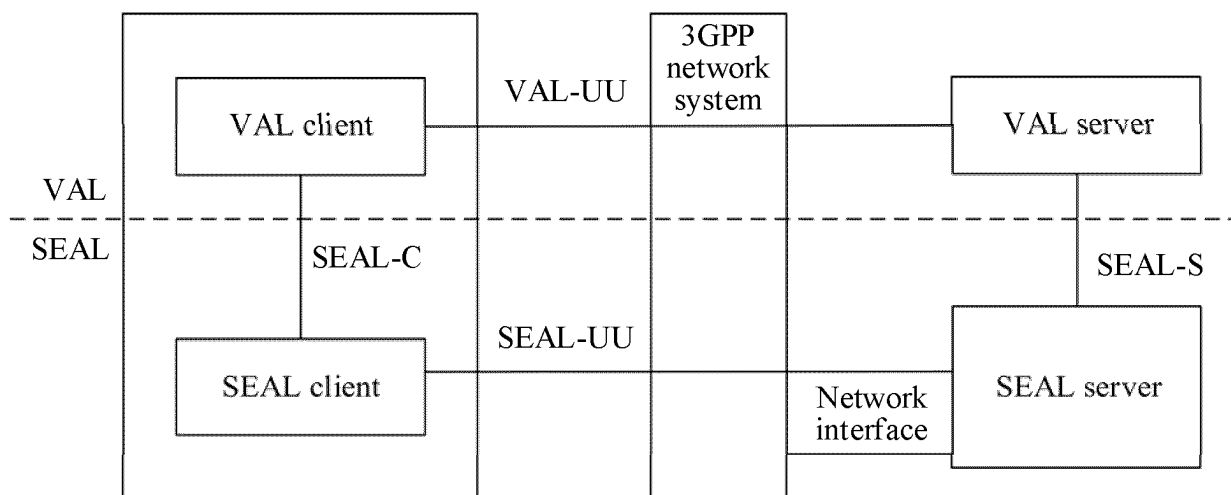 3GPP
network
system
VAL-UU
VAL client
VAL server
VAL
SEAL
SEAL-C
SEAL-S
SEAL-UU
SEAL client
Network
interface
SEAL server